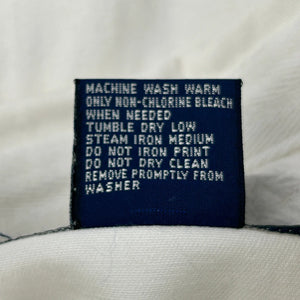 MACHINE WASH WARM
ONLY NON-CHLORINE BLEACH
WHEN NEEDED
TUMBLE DRY LOW
STEAM IRON MEDIUM
DO NOT IRON PRINT
DO NOT DRY CLEAN
REMOVE PROMPTLY FROM
WASHER